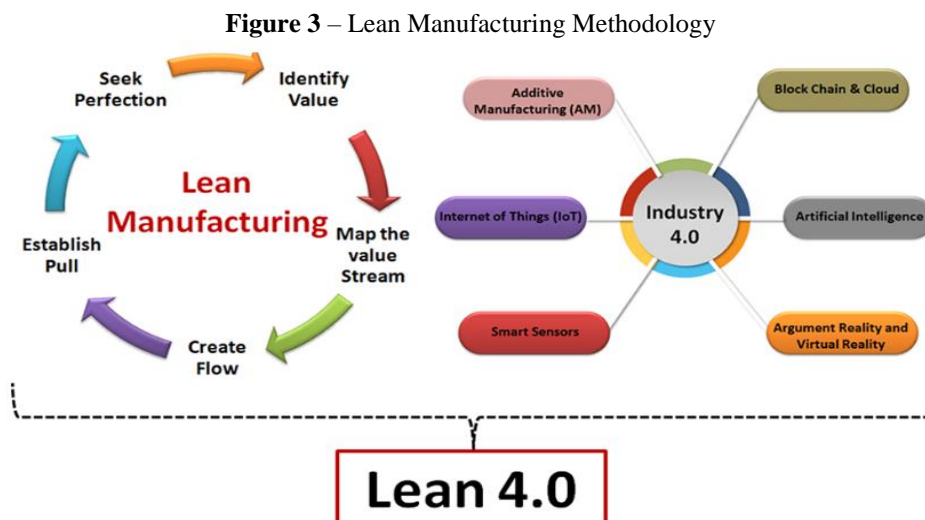 Figure 3 – Lean Manufacturing Methodology
Seek
Perfection
Identify
Value
Lean
Manufacturing
Map the
value
Stream
Establish
Pull
Create
Flow
Additive
Manufacturing (AM)
Block Chain & Cloud
Internet of Things (IoT)
Industry
4.0
Artificial Intelligence
Smart Sensors
Argument Reality and
Virtual Reality
Lean 4.0